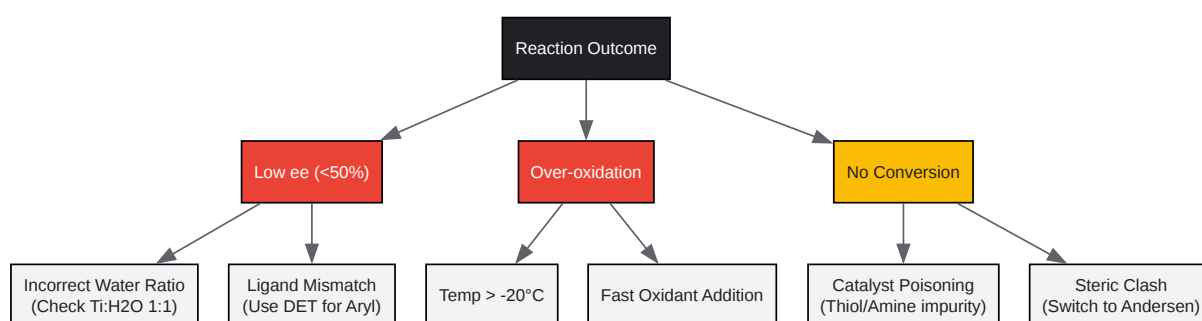 Reaction Outcome
Low ee (<50%)
Over-oxidation
No Conversion
Incorrect Water Ratio
(Check Ti:H2O 1:1)
Ligand Mismatch
(Use DET for Aryl)
Temp > -20°C
Fast Oxidant Addition
Catalyst Poisoning
(Thiol/Amine impurity)
Steric Clash
(Switch to Andersen)